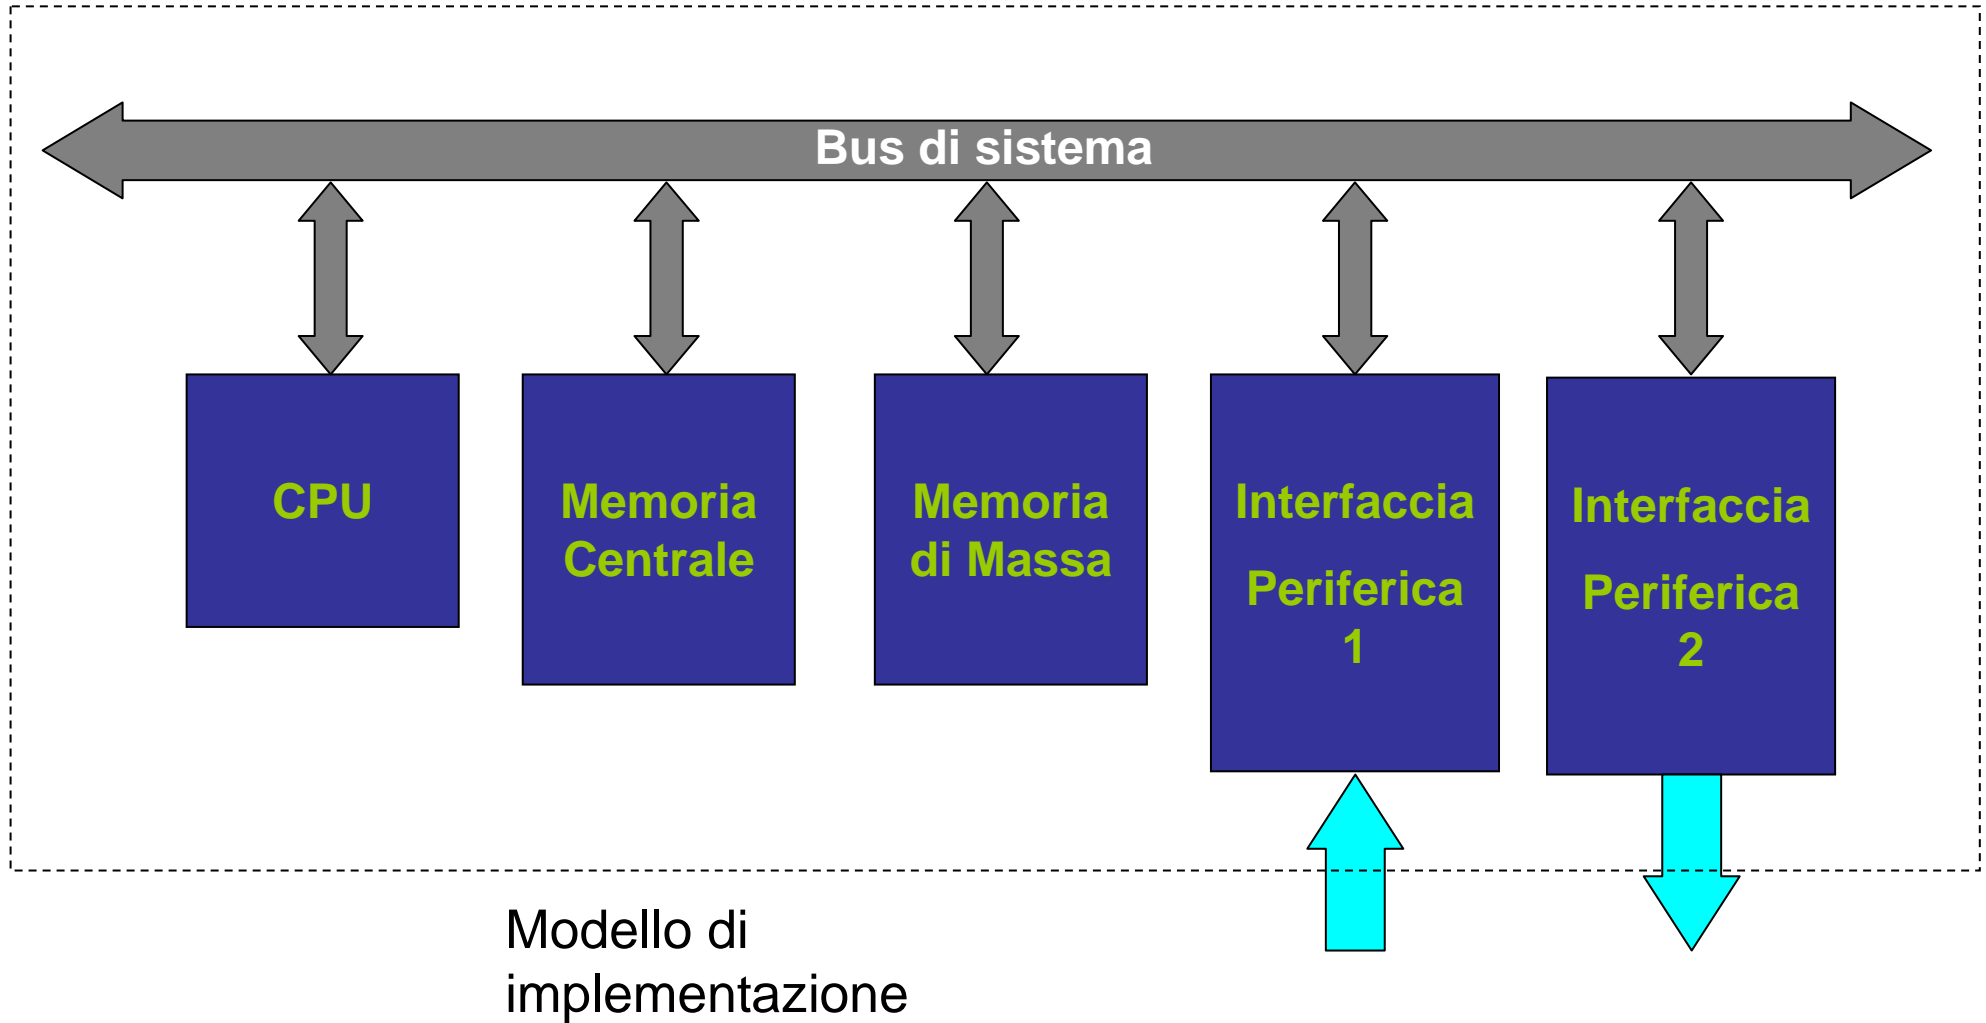 Bus di sistema
CPU
Memoria
Centrale
Memoria
di Massa
Interfaccia
Periferica
1
Interfaccia
Periferica
2
Modello di
implementazione